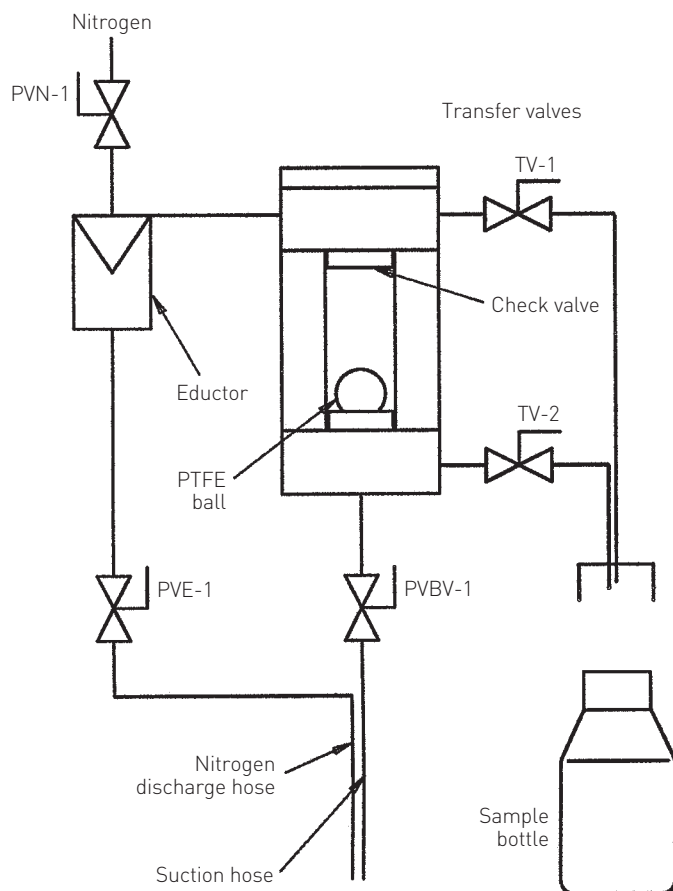 Nitrogen
PVN-1
Transfer valves
TV-1
Check valve
Eductor
TV-2
PTFE
ball
PVE-1
PVBV-1
Nitrogen
discharge hose
Sample
bottle
Suction hose